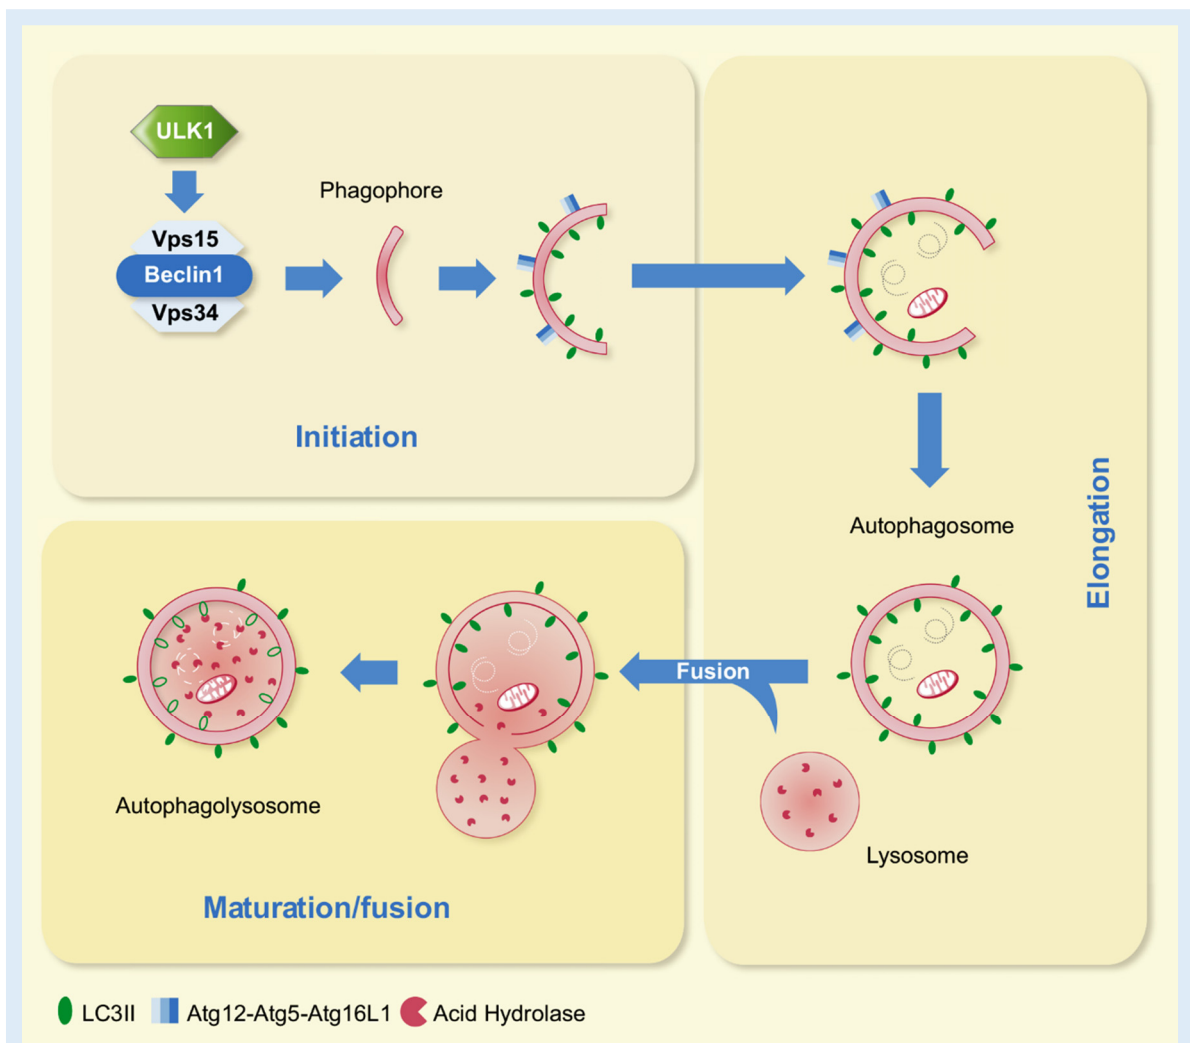 ULK1
Vps15
Beclin1
Vps34
Phagophore
Initiation
Autophagosome
Elongation
Fusion
Lysosome
Autophagolysosome
Maturation/fusion
LC3II Atg12-Atg5-Atg16L1 Acid Hydrolase